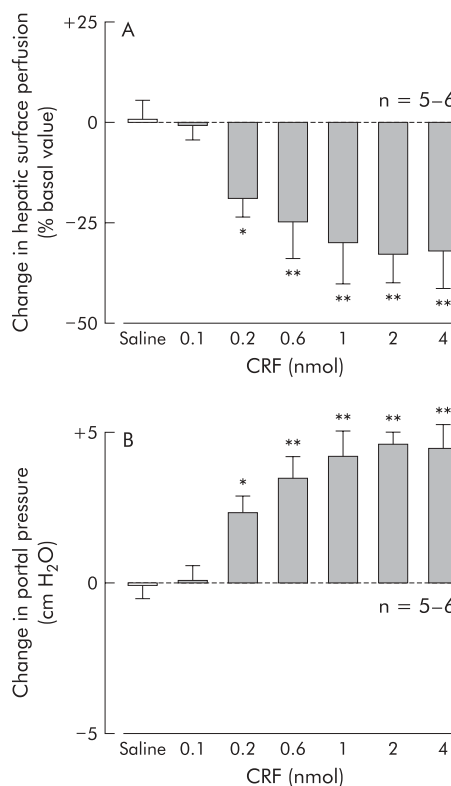 A
+25
0
−25
−50
Change in hepatic surface perfusion
(% basal value)
n = 5–6
*
**
**
**
**
Saline 0.1 0.2 0.6 1 2 4
CRF (nmol)
B
+5
0
−5
Change in portal pressure
(cm H₂O)
*
**
**
**
**
n = 5–6
Saline 0.1 0.2 0.6 1 2 4
CRF (nmol)